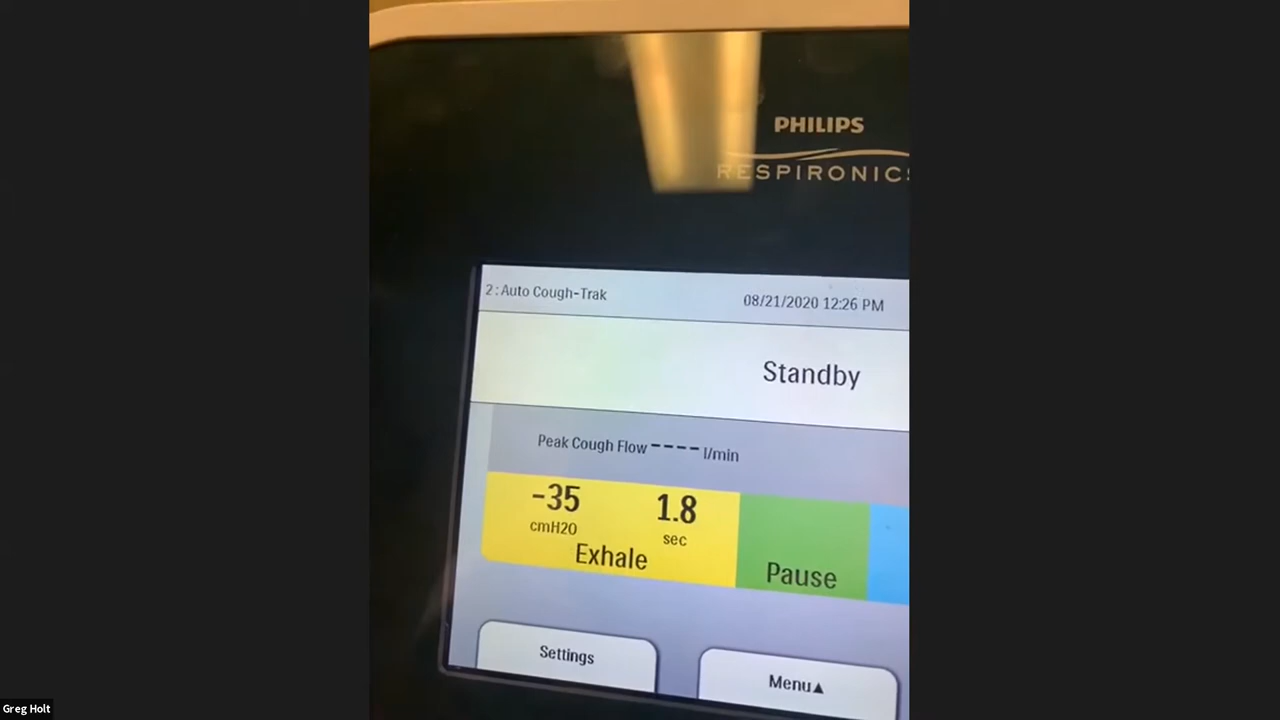 PHILIPS
RESPIRONICS
2 : Auto Cough-Trak 08/21/2020 12:26 PM
Standby
Peak Cough Flow ---- l/min
-35 1.8
cmH2O sec
Exhale
Pause
Settings
Menu▲
Greg Holt